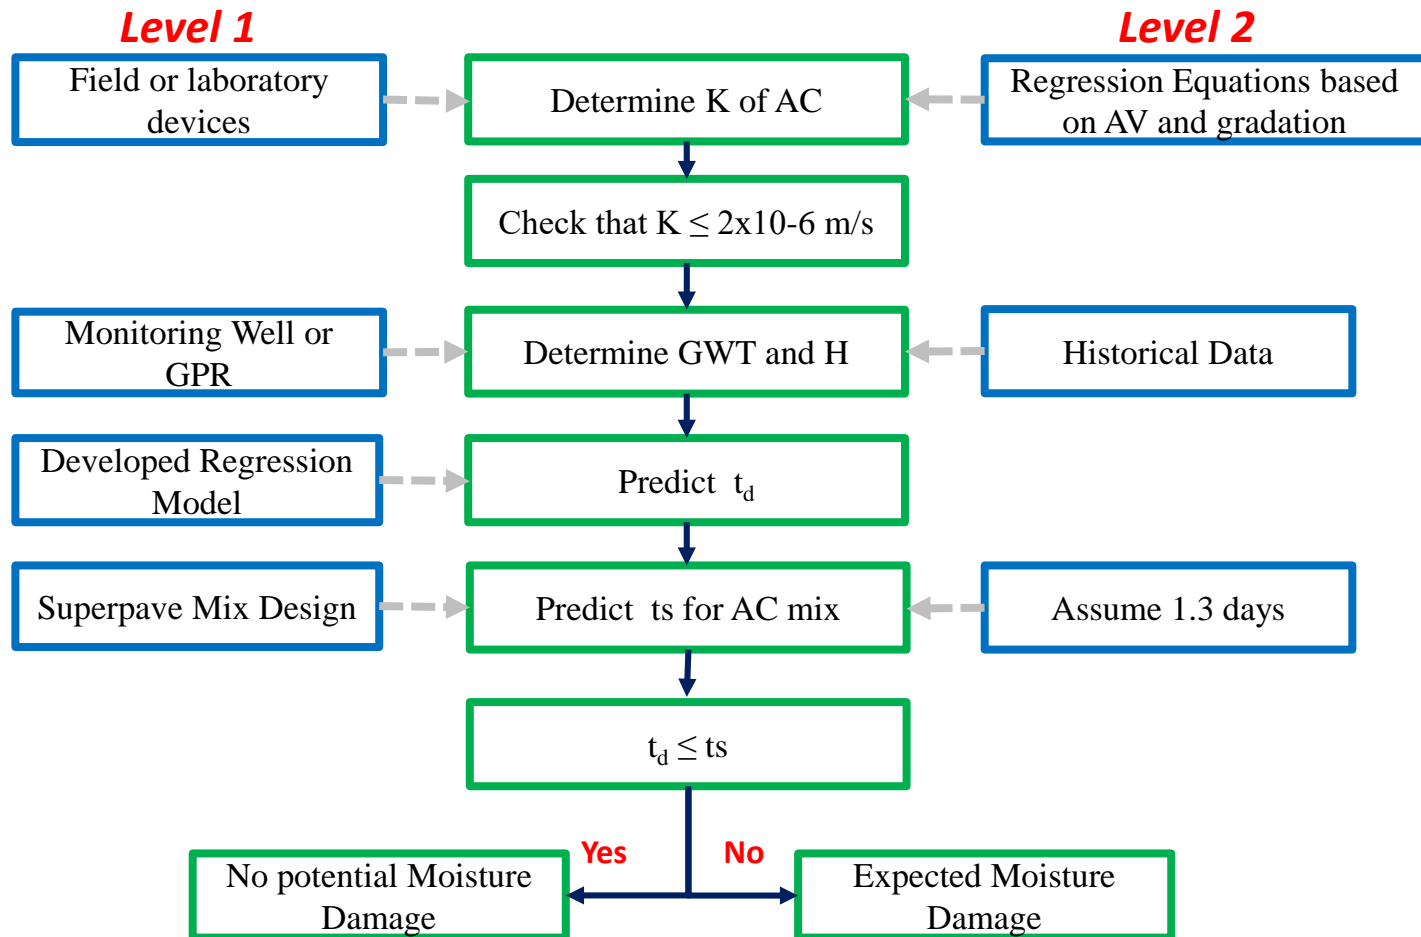 Level 1
Level 2
Field or laboratory
devices
Determine K of AC
Regression Equations based
on AV and gradation
Check that K ≤ 2x10-6 m/s
Monitoring Well or
GPR
Determine GWT and H
Historical Data
Developed Regression
Model
Predict t_d
Superpave Mix Design
Predict ts for AC mix
Assume 1.3 days
t_d ≤ ts
Yes
No
No potential Moisture
Damage
Expected Moisture
Damage